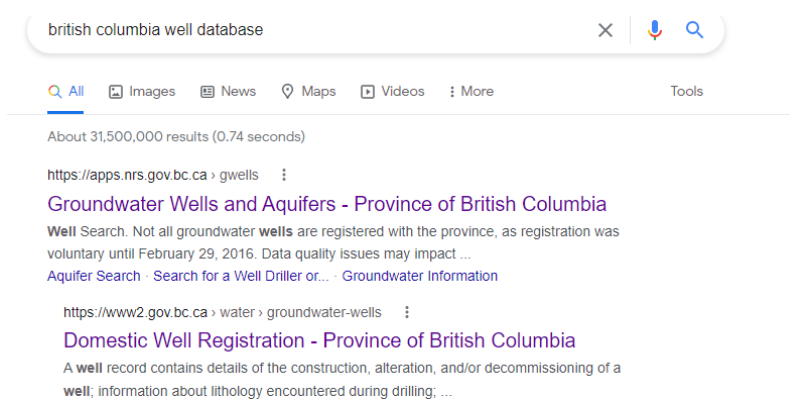 british columbia well database
All Images News Maps Videos More Tools
About 31,500,000 results (0.74 seconds)
https://apps.nrs.gov.bc.ca › gwells
Groundwater Wells and Aquifers - Province of British Columbia
Well Search. Not all groundwater wells are registered with the province, as registration was
voluntary until February 29, 2016. Data quality issues may impact ...
Aquifer Search · Search for a Well Driller or... · Groundwater Information
https://www2.gov.bc.ca › water › groundwater-wells
Domestic Well Registration - Province of British Columbia
A well record contains details of the construction, alteration, and/or decommissioning of a
well; information about lithology encountered during drilling; ...